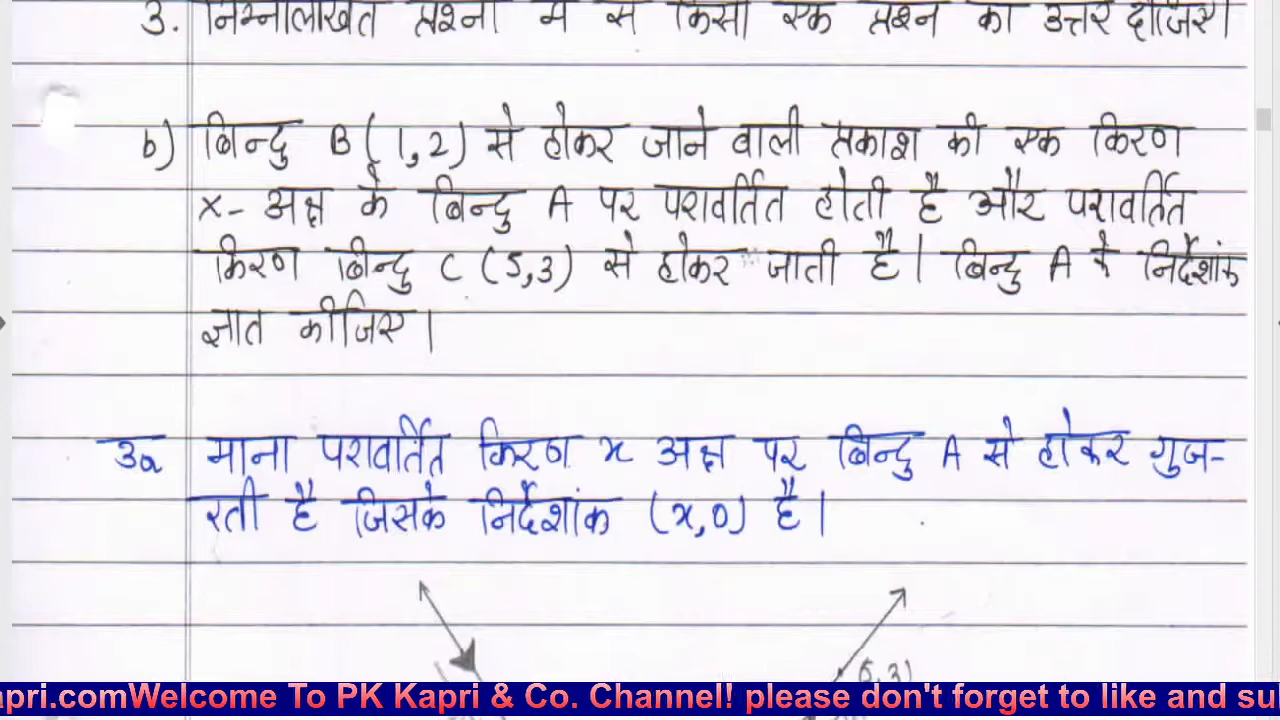 3. निम्नलिखित प्रश्नों में से किसी एक प्रश्न का उत्तर दीजिए।
b) बिन्दु B(1,2) से होकर जाने वाली प्रकाश की एक किरण
x- अक्ष के बिन्दु A पर परावर्तित होती है और परावर्तित
किरण बिन्दु C (5,3) से होकर जाती है। बिन्दु A के निर्देशांक
ज्ञात कीजिए।
उ० माना परावर्तित किरण x अक्ष पर बिन्दु A से होकर गुज-
रती है जिसके निर्देशांक (x,0) है।
(5,3)
apri.comWelcome To PK Kapri & Co. Channel! please don't forget to like and su